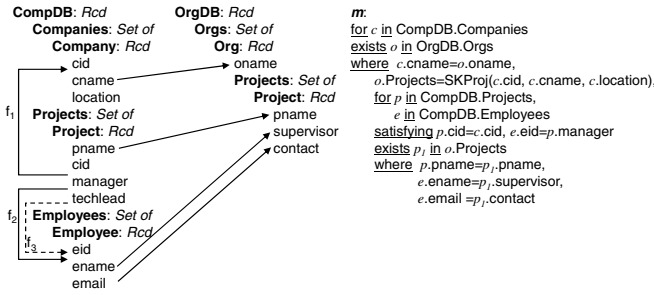 CompDB: Rcd
Companies: Set of
Company: Rcd
cid
cname
location
Projects: Set of
Project: Rcd
pname
cid
manager
techlead
Employees: Set of
Employee: Rcd
eid
ename
email
f1
f2
f3
OrgDB: Rcd
Orgs: Set of
Org: Rcd
oname
Projects: Set of
Project: Rcd
pname
supervisor
contact
m:
for c in CompDB.Companies
exists o in OrgDB.Orgs
where c.cname=o.oname,
o.Projects=SKProj(c.cid, c.cname, c.location),
for p in CompDB.Projects,
e in CompDB.Employees
satisfying p.cid=c.cid, e.eid=p.manager
exists p1 in o.Projects
where p.pname=p1.pname,
e.ename=p1.supervisor,
e.email =p1.contact